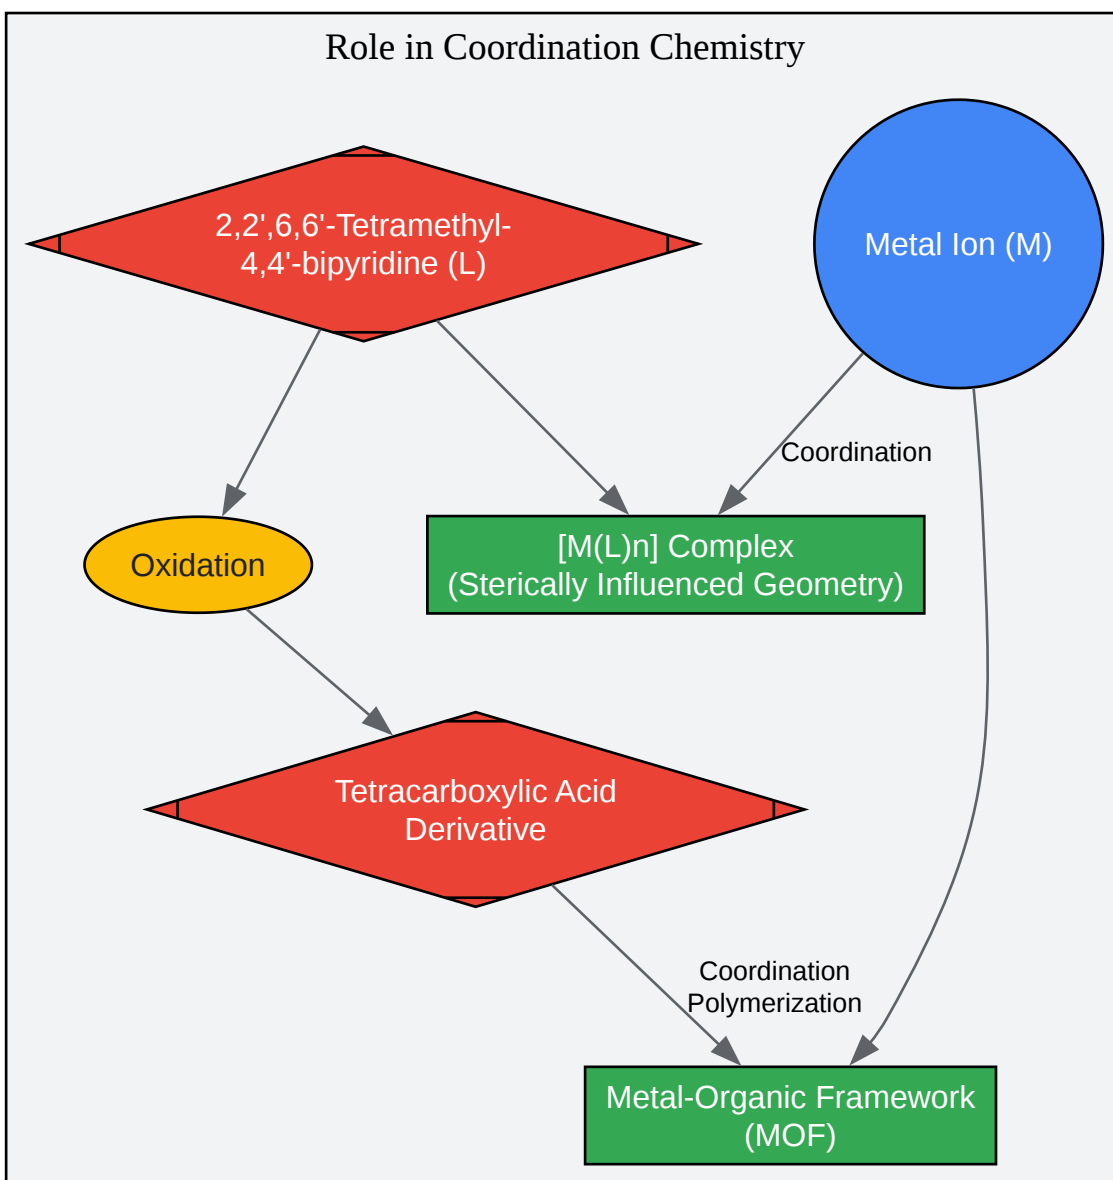 Role in Coordination Chemistry
2,2',6,6'-Tetramethyl-
4,4'-bipyridine (L)
Metal Ion (M)
Coordination
Oxidation
[M(L)n] Complex
(Sterically Influenced Geometry)
Tetracarboxylic Acid
Derivative
Coordination
Polymerization
Metal-Organic Framework
(MOF)